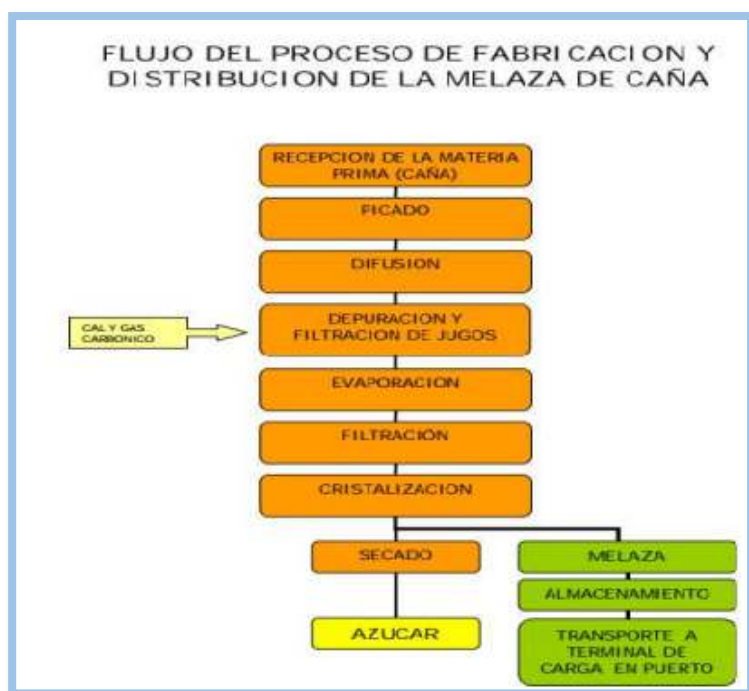 FLUJO DEL PROCESO DE FABRICACION Y
DISTRIBUCION DE LA MELAZA DE CAÑA
RECEPCION DE LA MATERIA
PRIMA (CAÑA)
PICADO
DIFUSION
CAL Y GAS
CARBONICO
DEPURACION Y
FILTRACION DE JUGOS
EVAPORACION
FILTRACIÓN
CRISTALIZACION
SECADO
MELAZA
ALMACENAMIENTO
AZUCAR
TRANSPORTE A
TERMINAL DE
CARGA EN PUERTO